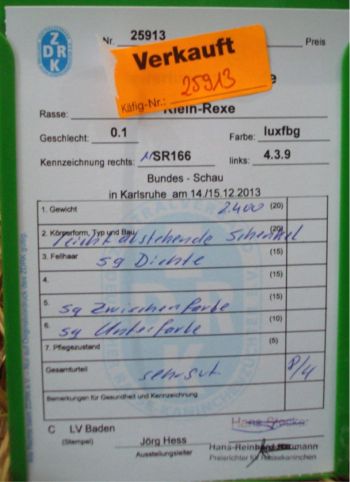 ZDRK Nr. 25913 Preis
Verkauft
Käfig-Nr.: 25913
Rasse: Klein-Rexe
Geschlecht: 0.1 Farbe: luxfbg
Kennzeichnung rechts: SR166 links: 4.3.9
Bundes - Schau
in Karlsruhe am 14./15.12.2013
1. Gewicht 2400 (20)
2. Körperform, Typ und Bau (20)
leicht abstehende Schenkel
3. Fellhaar sg Dichte (15)
4. (15)
5. sg Zwischenfarbe (15)
6. sg Unterfarbe (10)
7. Pflegezustand (5)
Gesamturteil sehr gut 8/4
Bemerkungen für Gesundheit und Kennzeichnung
C LV Baden
(Stempel) Jörg Hess
Ausstellungsleiter Preisrichter für Rassekaninchen